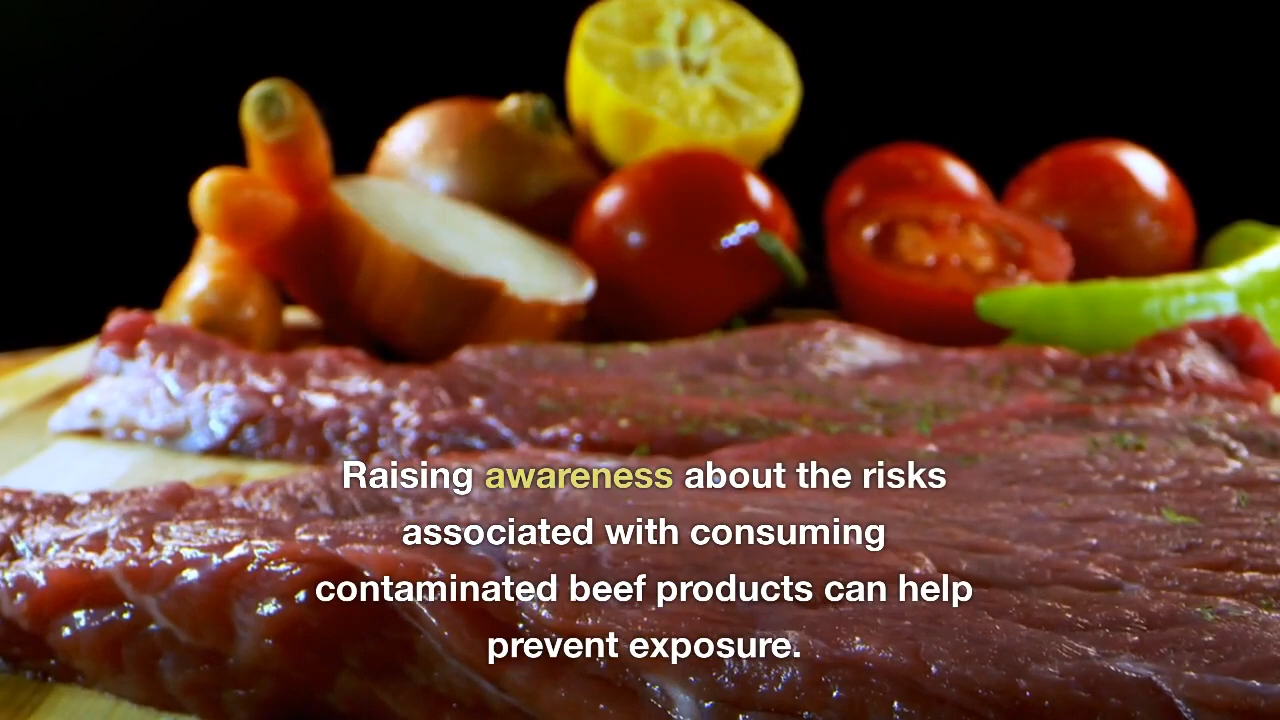 Raising awareness about the risks
associated with consuming
contaminated beef products can help
prevent exposure.